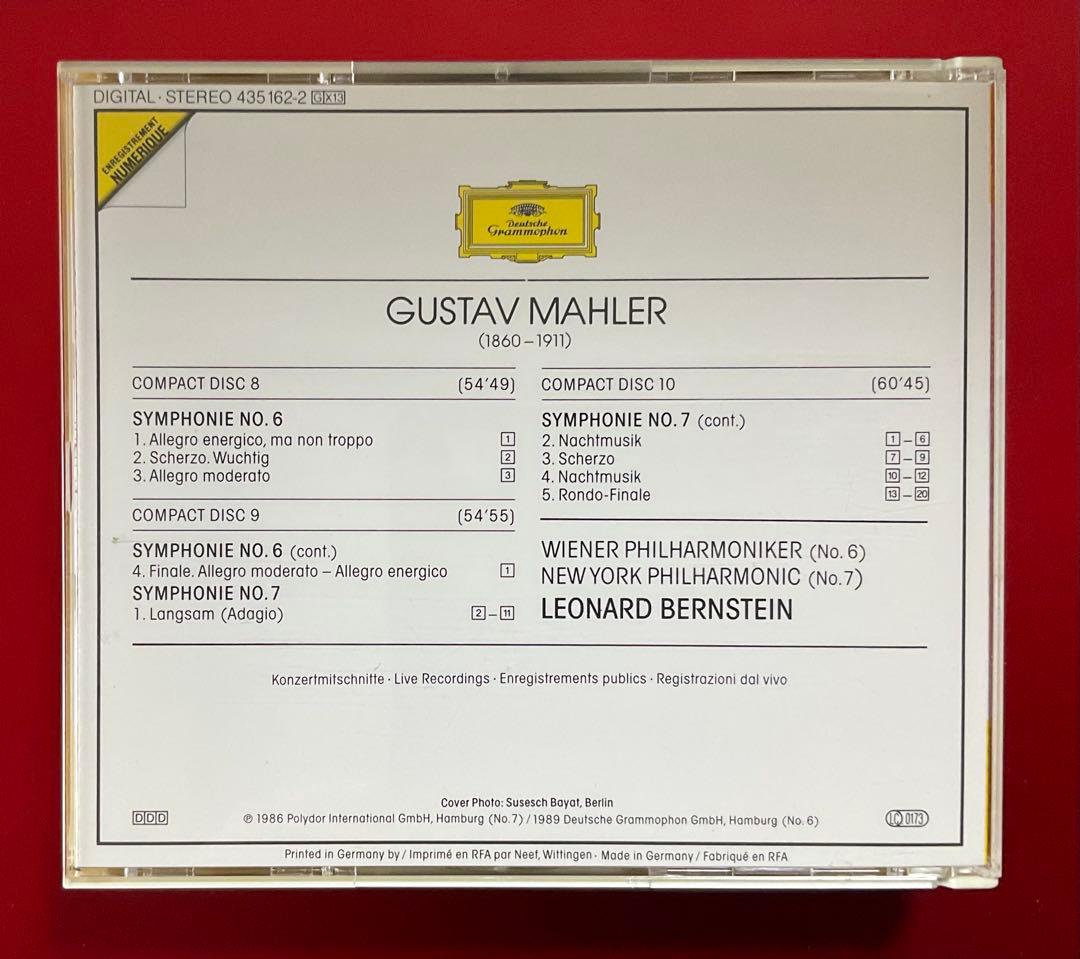 DIGITAL · STEREO 435 162-2 G X13
ENREGISTREMENT
NUMERIQUE
Deutsche
Grammophon
GUSTAV MAHLER
(1860–1911)
COMPACT DISC 8 (54'49)
SYMPHONIE NO. 6
1. Allegro energico, ma non troppo 1
2. Scherzo. Wuchtig 2
3. Allegro moderato 3
COMPACT DISC 9 (54'55)
SYMPHONIE NO. 6 (cont.)
4. Finale. Allegro moderato – Allegro energico 1
SYMPHONIE NO. 7
1. Langsam (Adagio) 2 – 11
COMPACT DISC 10 (60'45)
SYMPHONIE NO. 7 (cont.)
2. Nachtmusik 1 – 6
3. Scherzo 7 – 9
4. Nachtmusik 10 – 12
5. Rondo-Finale 13 – 20
WIENER PHILHARMONIKER (No. 6)
NEW YORK PHILHARMONIC (No. 7)
LEONARD BERNSTEIN
Konzertmitschnitte · Live Recordings · Enregistrements publics · Registrazioni dal vivo
Cover Photo: Susesch Bayat, Berlin
DDD
℗ 1986 Polydor International GmbH, Hamburg (No. 7) / 1989 Deutsche Grammophon GmbH, Hamburg (No. 6)
LC 0173
Printed in Germany by / Imprimé en RFA par Neef, Wittingen · Made in Germany / Fabriqué en RFA